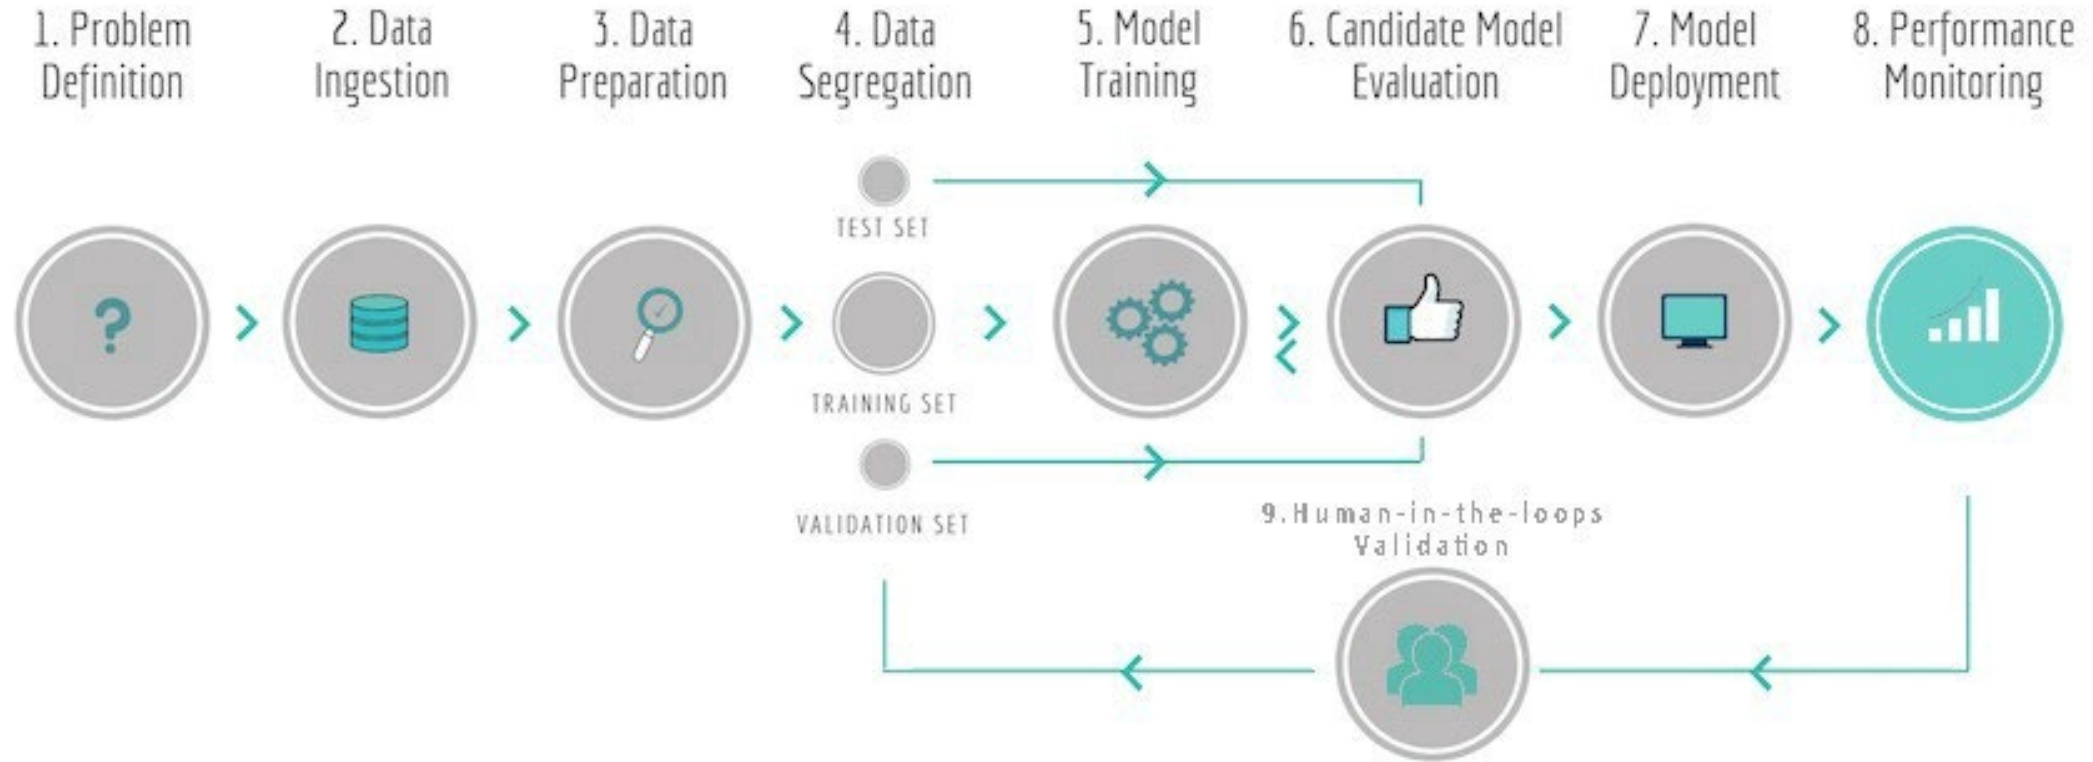 1. Problem
Definition
2. Data
Ingestion
3. Data
Preparation
4. Data
Segregation
5. Model
Training
6. Candidate Model
Evaluation
7. Model
Deployment
8. Performance
Monitoring
TEST SET
?
TRAINING SET
VALIDATION SET
9.Human-in-the-loops
Validation